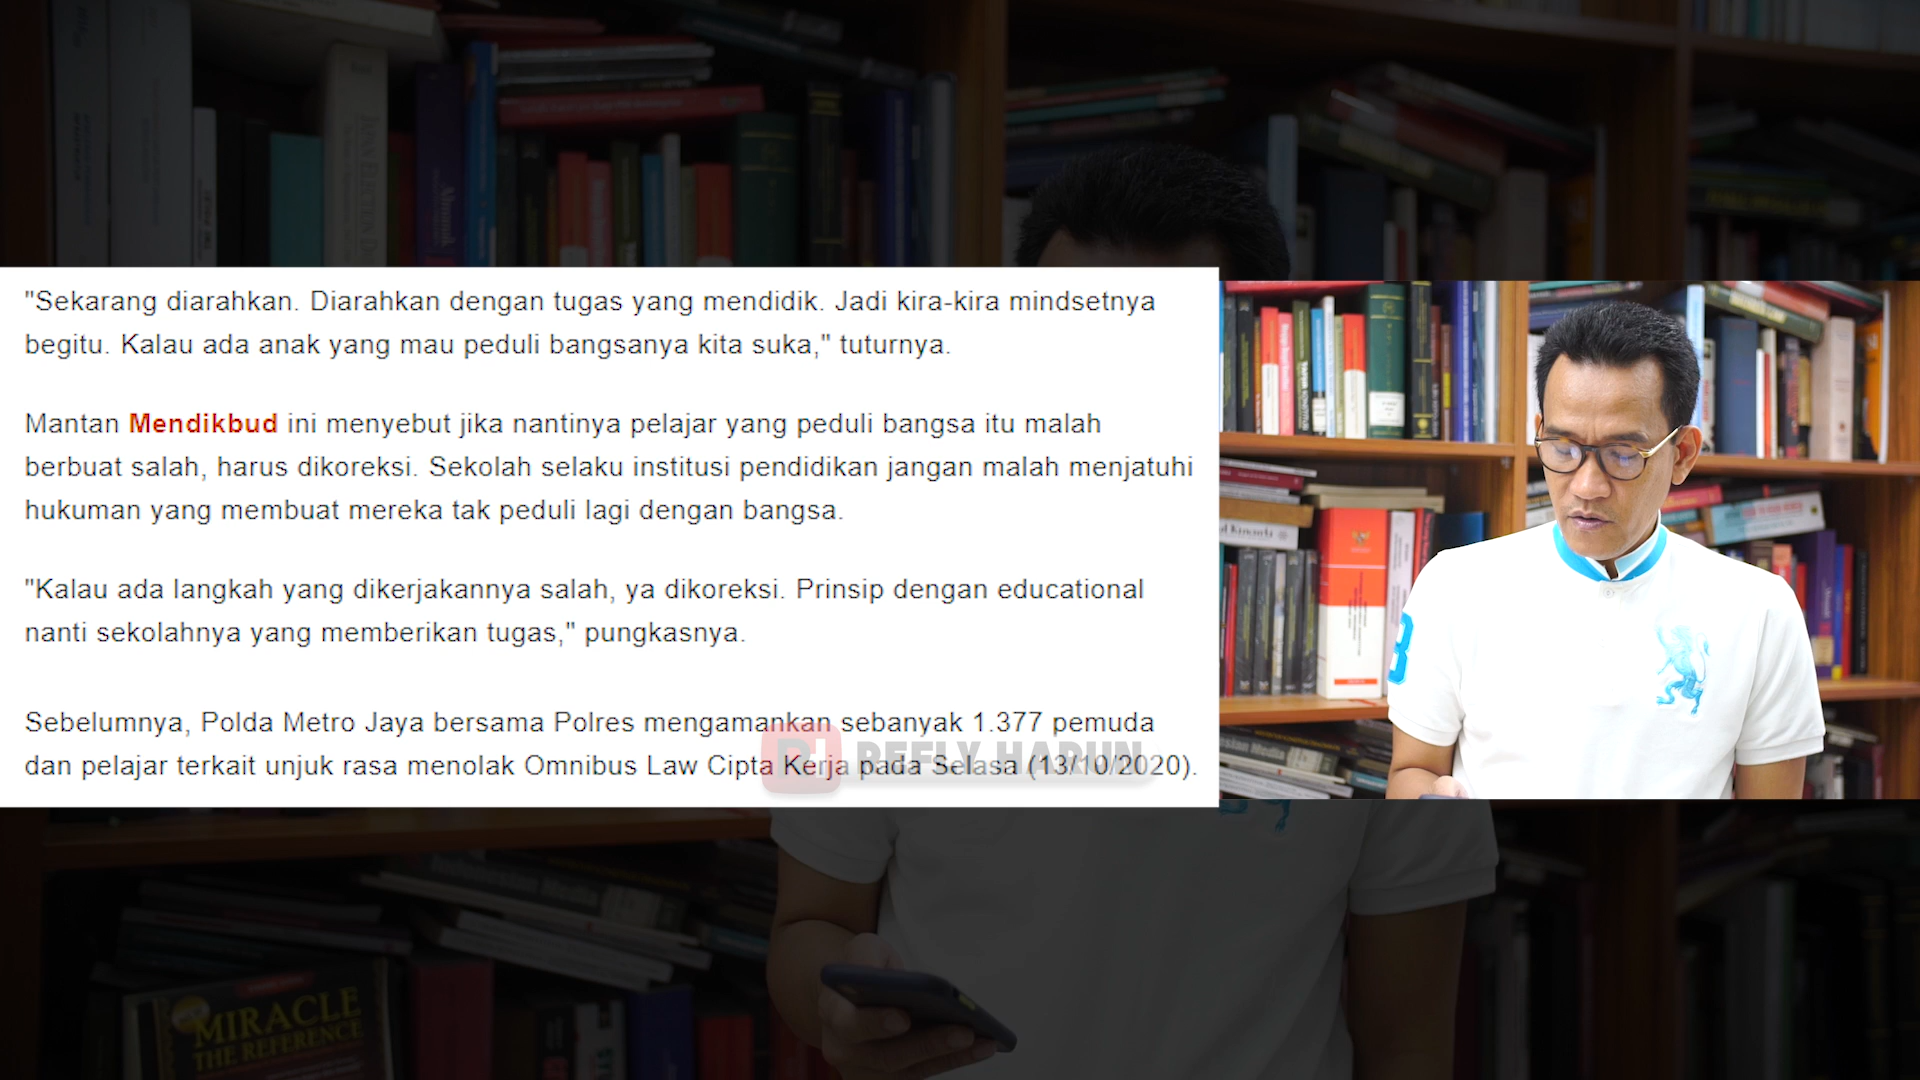 "Sekarang diarahkan. Diarahkan dengan tugas yang mendidik. Jadi kira-kira mindsetnya
begitu. Kalau ada anak yang mau peduli bangsanya kita suka," tuturnya.
Mantan Mendikbud ini menyebut jika nantinya pelajar yang peduli bangsa itu malah
berbuat salah, harus dikoreksi. Sekolah selaku institusi pendidikan jangan malah menjatuhi
hukuman yang membuat mereka tak peduli lagi dengan bangsa.
"Kalau ada langkah yang dikerjakannya salah, ya dikoreksi. Prinsip dengan educational
nanti sekolahnya yang memberikan tugas," pungkasnya.
Sebelumnya, Polda Metro Jaya bersama Polres mengamankan sebanyak 1.377 pemuda
dan pelajar terkait unjuk rasa menolak Omnibus Law Cipta Kerja pada Selasa (13/10/2020).
REFLY HARUN
MIRACLE
THE REFERENCE